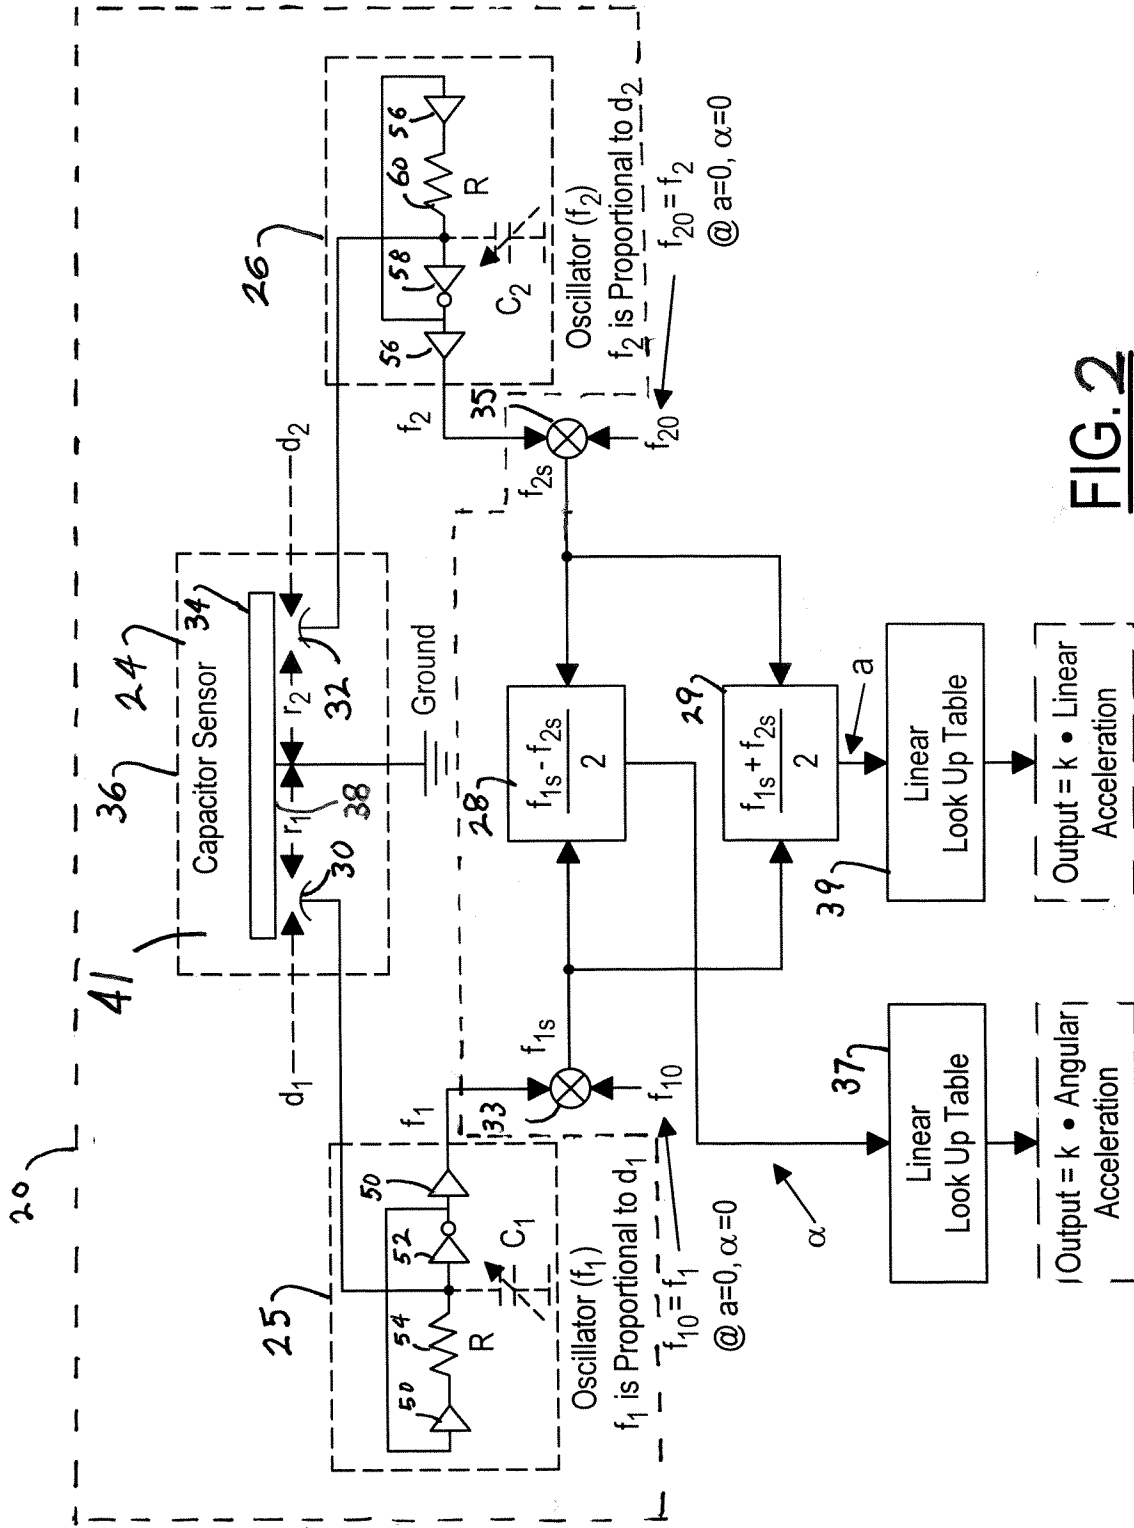 20
41
36
24
Capacitor Sensor
34
d₁
r₁
r₂
d₂
30
38
32
Ground
25
50
54
R
52
50
C₁
Oscillator (f₁)
f₁ is Proportional to d₁
f₁₀ = f₁
@ a=0, α=0
26
56
58
60
R
56
C₂
Oscillator (f₂)
f₂ is Proportional to d₂
f₂₀ = f₂
@ a=0, α=0
f₁
33
f₁ₛ
f₁₀
f₂
35
f₂ₛ
f₂₀
28
f₁ₛ - f₂ₛ
2
29
f₁ₛ + f₂ₛ
2
α
a
37
Linear
Look Up Table
39
Linear
Look Up Table
Output = k • Angular
Acceleration
Output = k • Linear
Acceleration
FIG. 2